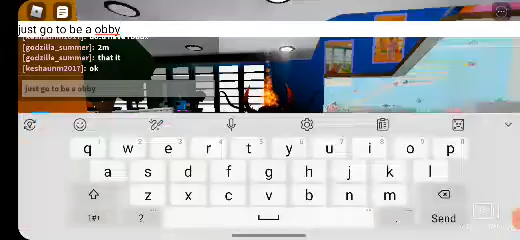 just go to be a obby
[godzilla_summer]: 2m
[godzilla_summer]: that it
[keshaunm2017]: ok
just go to be a obby
q w e r t y u i o p
a s d f g h j k l
z x c v b n m
!#1 ? . Send